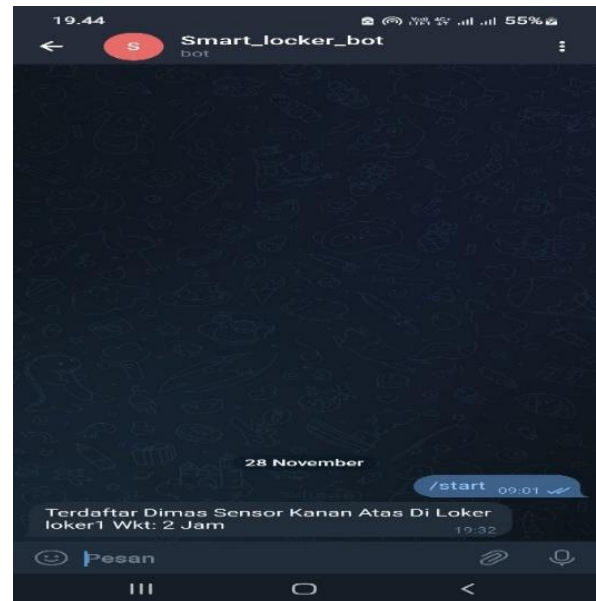 19.44 55%
S Smart_locker_bot
bot
28 November
/start 09:01
Terdaftar Dimas Sensor Kanan Atas Di Loker
loker1 Wkt: 2 Jam 19:32
Pesan